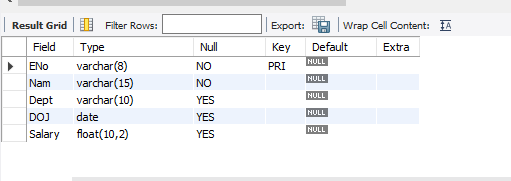 Result Grid Filter Rows: Export: Wrap Cell Content: IA
Field Type Null Key Default Extra
ENo varchar(8) NO PRI NULL
Nam varchar(15) NO NULL
Dept varchar(10) YES NULL
DOJ date YES NULL
Salary float(10,2) YES NULL